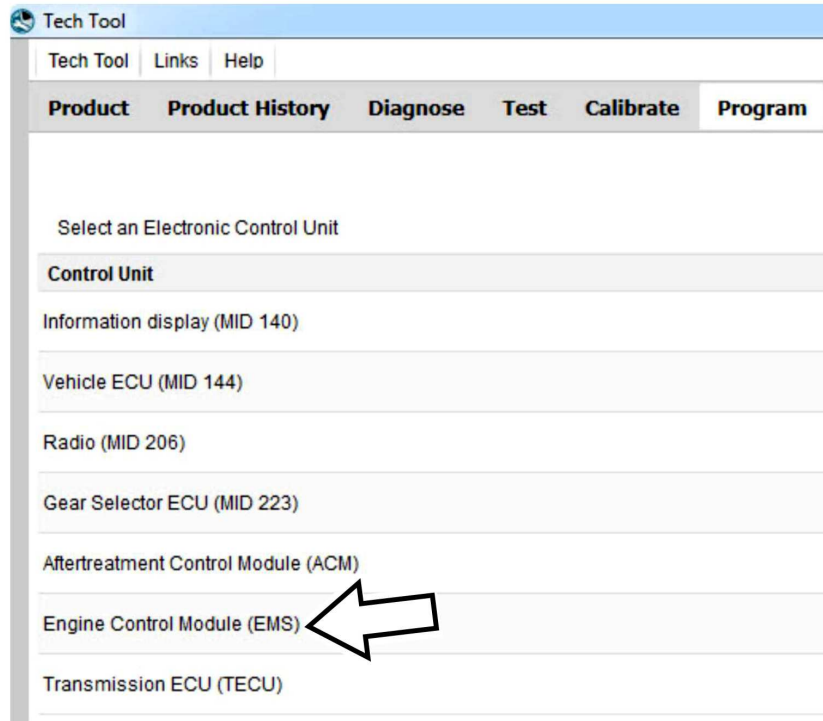 Tech Tool
Tech Tool Links Help
Product Product History Diagnose Test Calibrate Program
Select an Electronic Control Unit
Control Unit
Information display (MID 140)
Vehicle ECU (MID 144)
Radio (MID 206)
Gear Selector ECU (MID 223)
Aftertreatment Control Module (ACM)
Engine Control Module (EMS)
Transmission ECU (TECU)